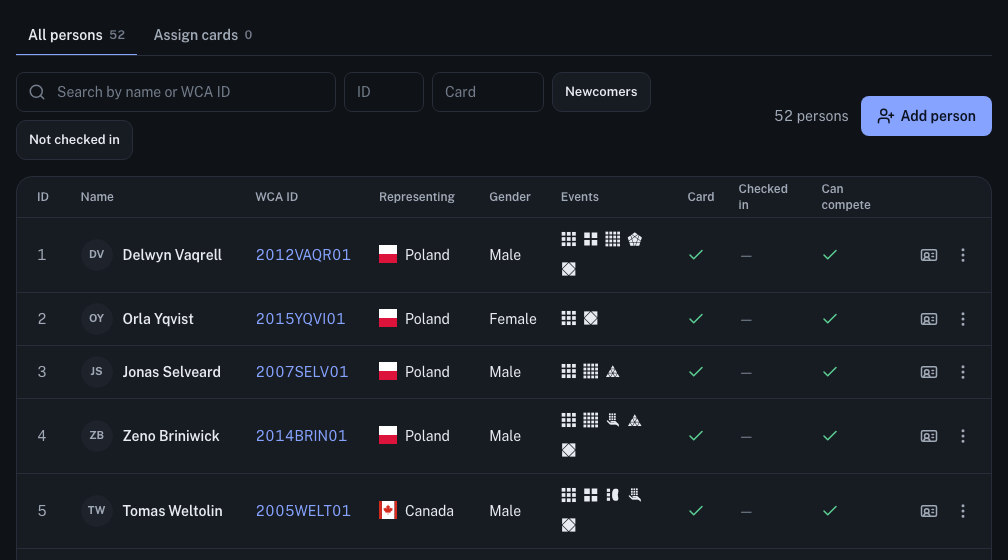 All persons 52 Assign cards 0
Search by name or WCA ID ID Card Newcomers
Not checked in
52 persons Add person
ID Name WCA ID Representing Gender Events Card Checked in Can compete
1 DV Delwyn Vaqrell 2012VAQR01 Poland Male —
2 OY Orla Yqvist 2015YQVI01 Poland Female —
3 JS Jonas Selveard 2007SELV01 Poland Male —
4 ZB Zeno Briniwick 2014BRIN01 Poland Male —
5 TW Tomas Weltolin 2005WELT01 Canada Male —